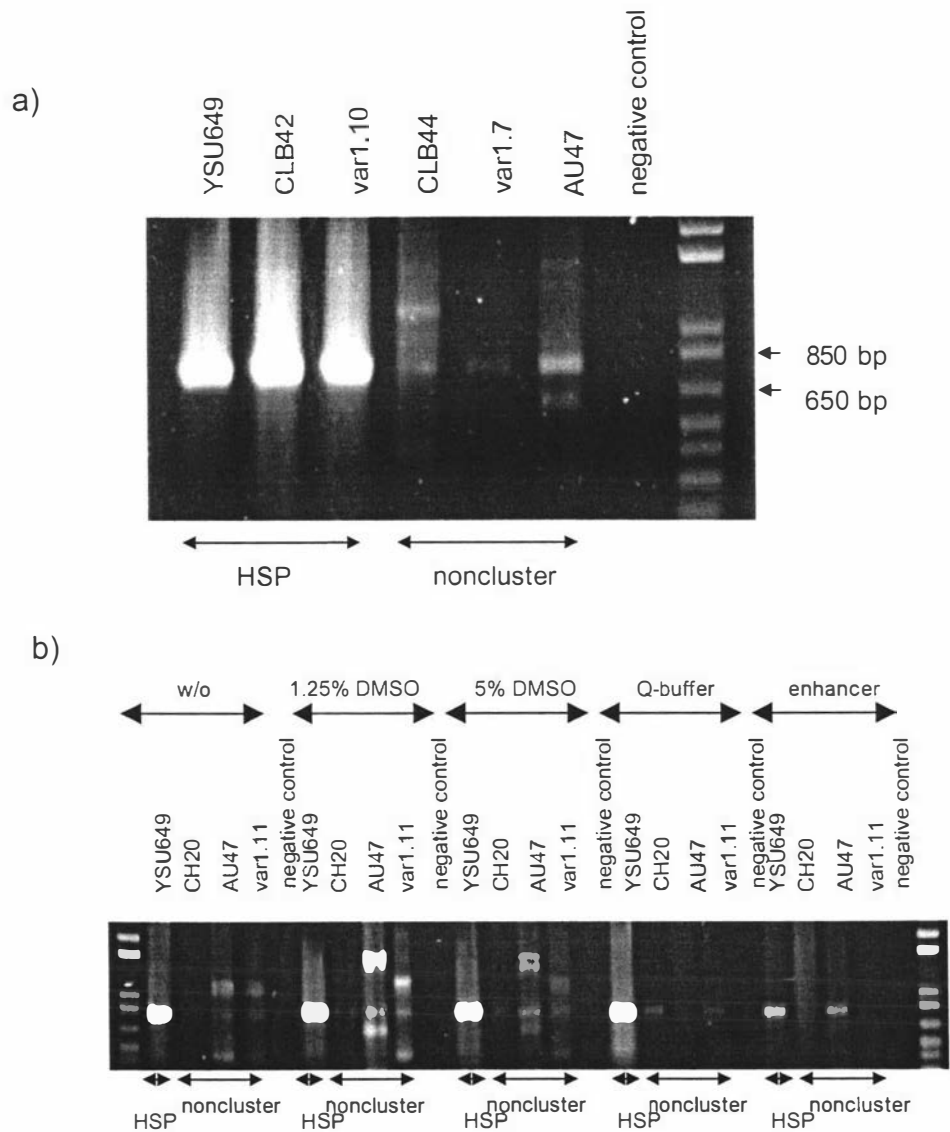 a)
YSU649 CLB42 var1.10 CLB44 var1.7 AU47 negative control
850 bp
650 bp
HSP noncluster
b)
w/o 1.25% DMSO 5% DMSO Q-buffer enhancer
YSU649 CH20 AU47 var1.11 negative control YSU649 CH20 AU47 var1.11 negative control YSU649 CH20 AU47 var1.11 negative control YSU649 CH20 AU47 var1.11 negative control YSU649 CH20 AU47 var1.11 negative control
HSP noncluster HSP noncluster HSP noncluster HSP noncluster HSP noncluster